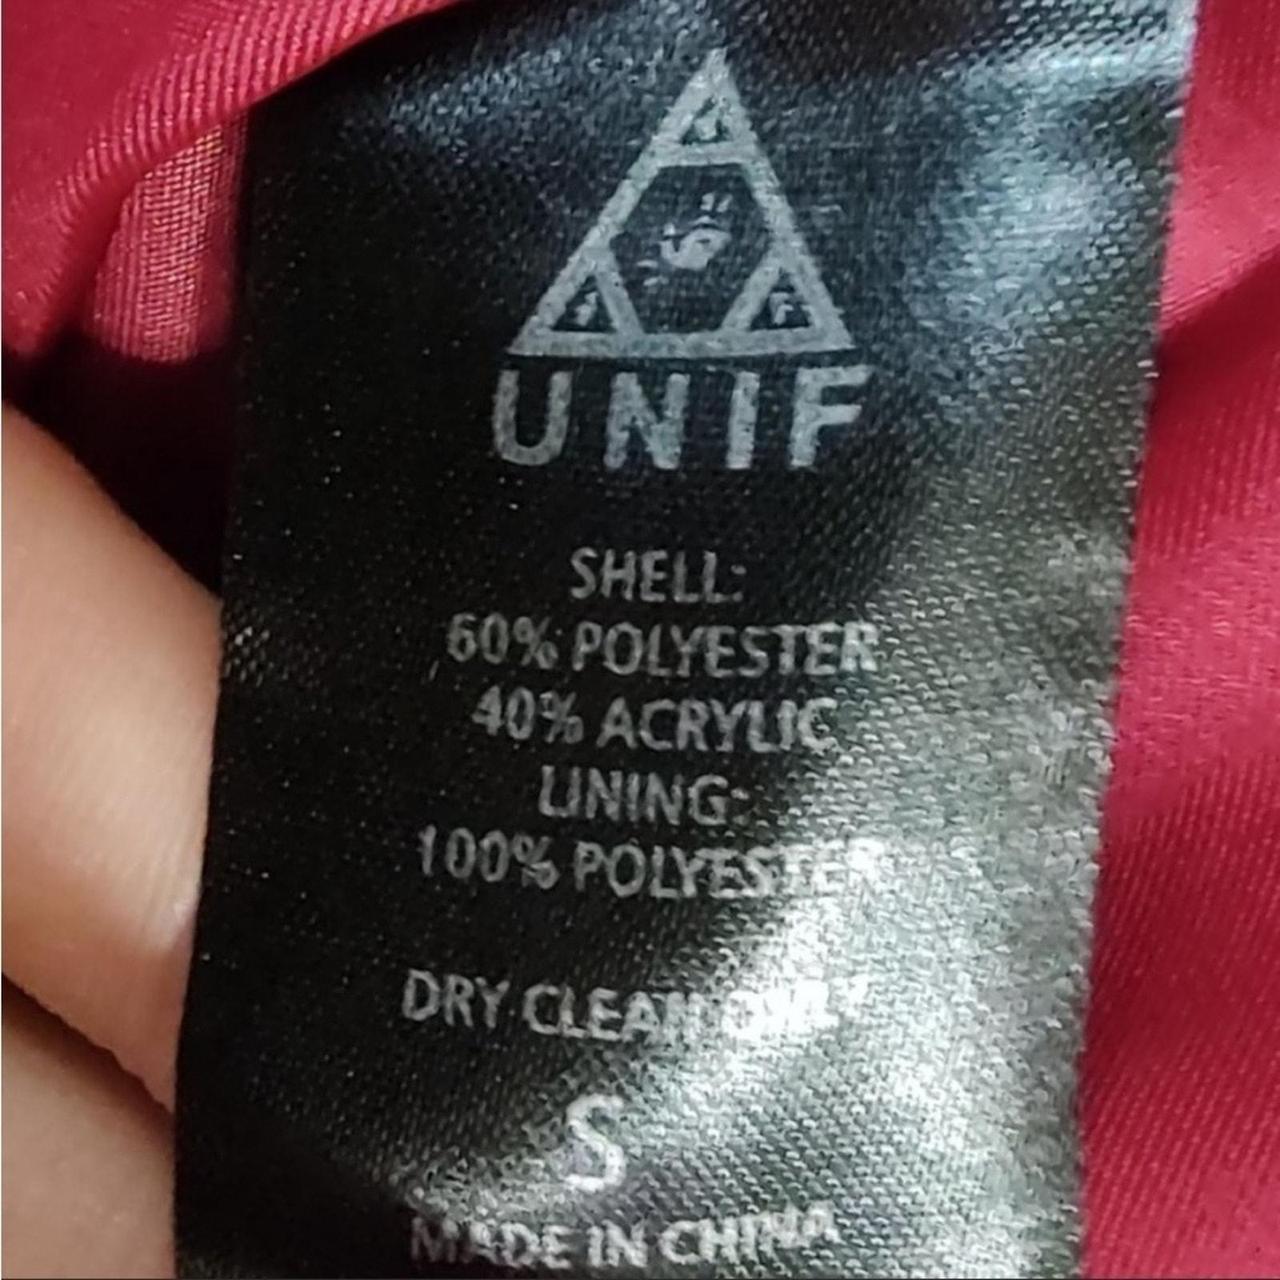 UNIF
SHELL:
60% POLYESTER
40% ACRYLIC
LINING:
100% POLYESTER
DRY CLEAN ONLY
S
MADE IN CHINA